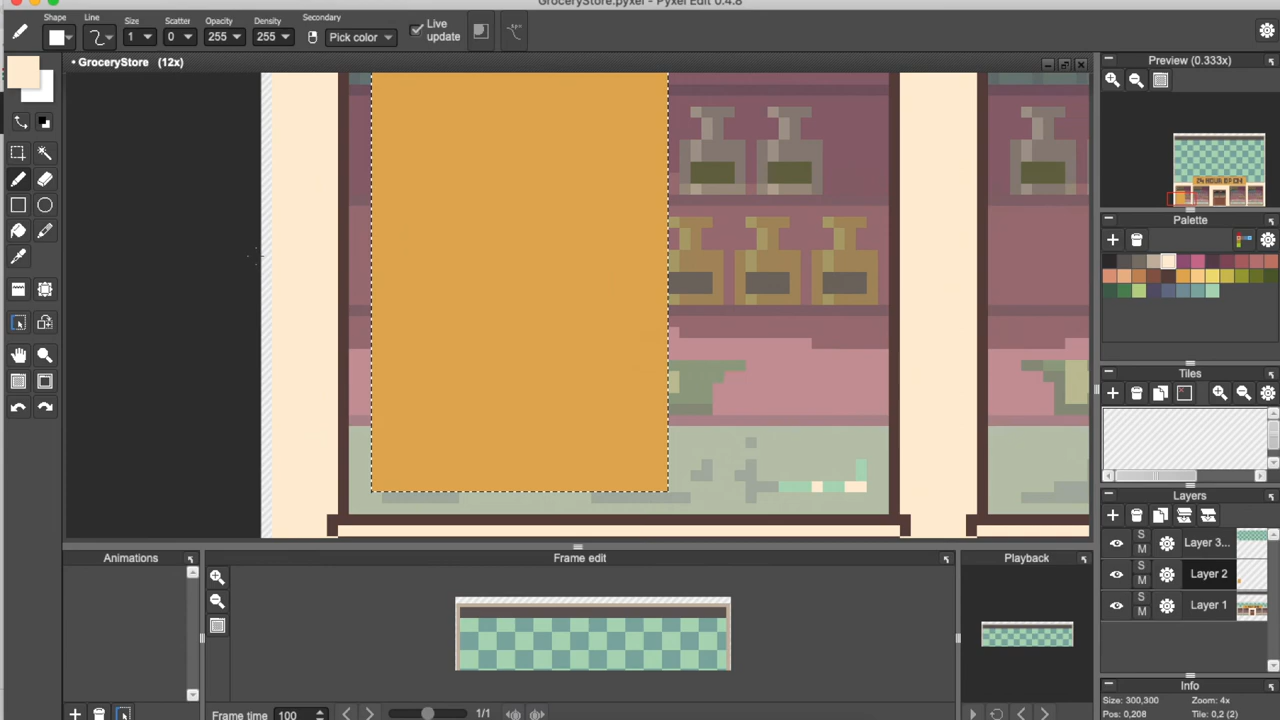 GroceryStore.pyxel - Pyxel Edit 0.4.8
Shape Line Size Scatter Opacity Density Secondary
1 0 255 255 Pick color Live update
• GroceryStore (12x)
Preview (0.333x)
24 HOUR OPEN
Palette
Tiles
Layers
S
M
Layer 3...
S
M
Layer 2
S
M
Layer 1
Animations
Frame edit
Playback
Frame time 100 1/1
Info
Size: 300,300 Zoom: 4x
Pos: 0,208 Tile: 0,2 (2)